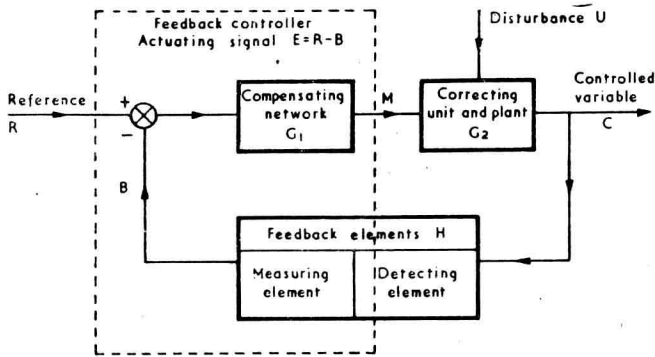 Feedback controller
Actuating signal E=R-B
Disturbance U
Reference
R
+
−
Compensating
network
G1
M
Correcting
unit and plant
G2
Controlled
variable
C
B
Feedback elements H
Measuring
element
Detecting
element